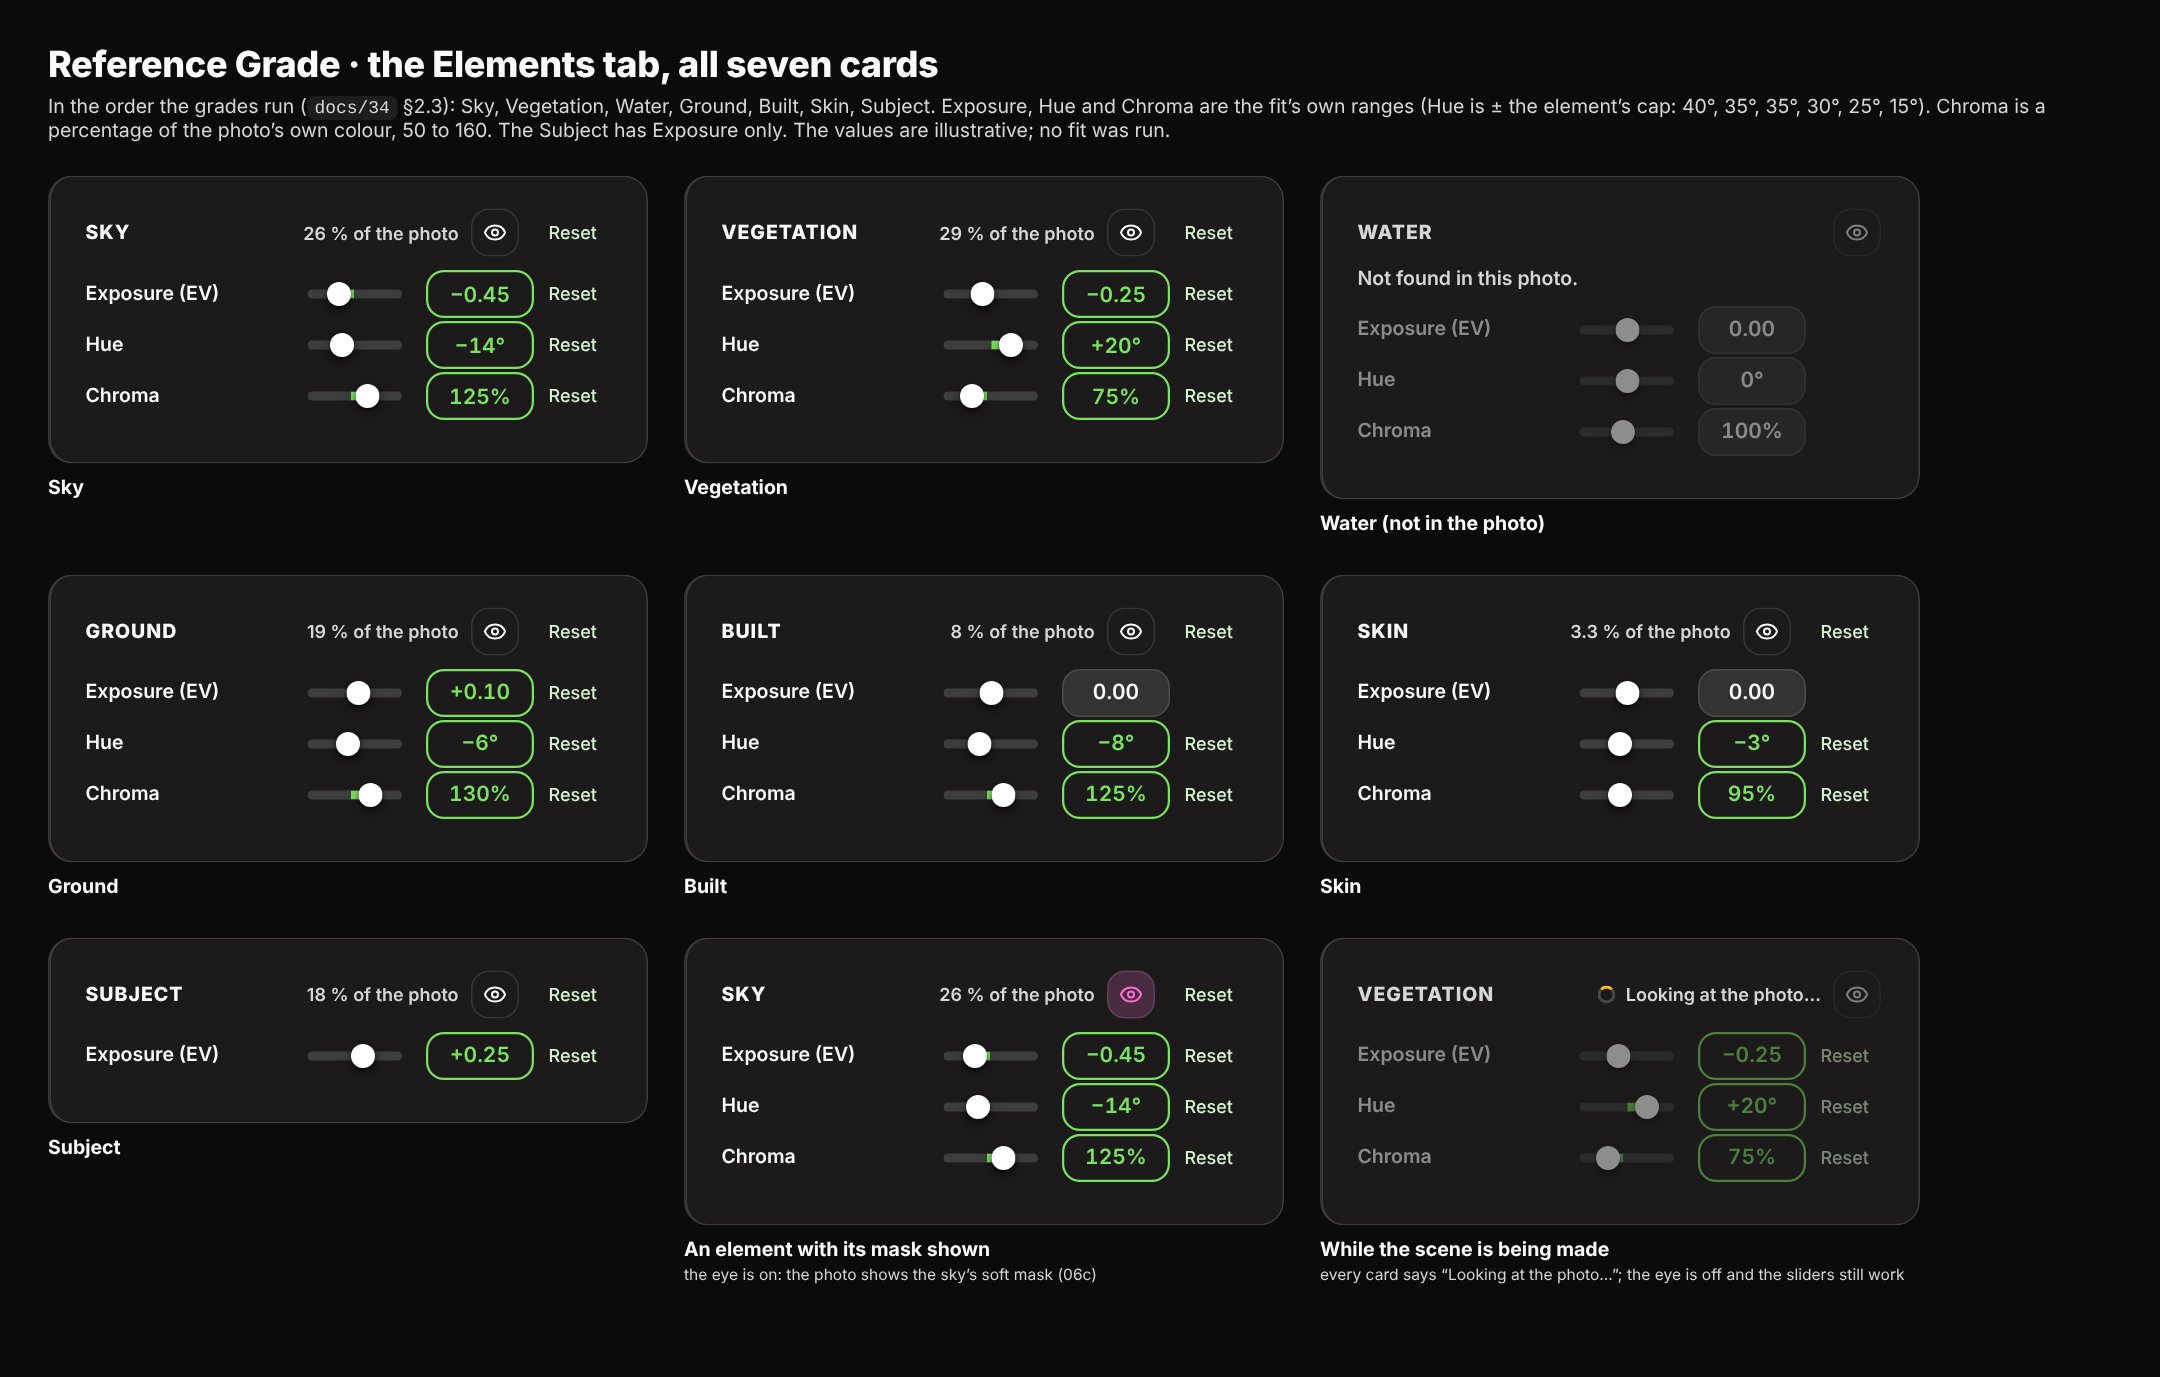 Reference Grade · the Elements tab, all seven cards
In the order the grades run ( docs/34 §2.3): Sky, Vegetation, Water, Ground, Built, Skin, Subject. Exposure, Hue and Chroma are the fit’s own ranges (Hue is ± the element’s cap: 40°, 35°, 35°, 30°, 25°, 15°). Chroma is a
percentage of the photo’s own colour, 50 to 160. The Subject has Exposure only. The values are illustrative; no fit was run.
SKY 26 % of the photo Reset
Exposure (EV) −0.45 Reset
Hue −14° Reset
Chroma 125% Reset
Sky
VEGETATION 29 % of the photo Reset
Exposure (EV) −0.25 Reset
Hue +20° Reset
Chroma 75% Reset
Vegetation
WATER
Not found in this photo.
Exposure (EV) 0.00
Hue 0°
Chroma 100%
Water (not in the photo)
GROUND 19 % of the photo Reset
Exposure (EV) +0.10 Reset
Hue −6° Reset
Chroma 130% Reset
Ground
BUILT 8 % of the photo Reset
Exposure (EV) 0.00
Hue −8° Reset
Chroma 125% Reset
Built
SKIN 3.3 % of the photo Reset
Exposure (EV) 0.00
Hue −3° Reset
Chroma 95% Reset
Skin
SUBJECT 18 % of the photo Reset
Exposure (EV) +0.25 Reset
Subject
SKY 26 % of the photo Reset
Exposure (EV) −0.45 Reset
Hue −14° Reset
Chroma 125% Reset
An element with its mask shown
the eye is on: the photo shows the sky’s soft mask (06c)
VEGETATION Looking at the photo…
Exposure (EV) −0.25 Reset
Hue +20° Reset
Chroma 75% Reset
While the scene is being made
every card says “Looking at the photo…”; the eye is off and the sliders still work